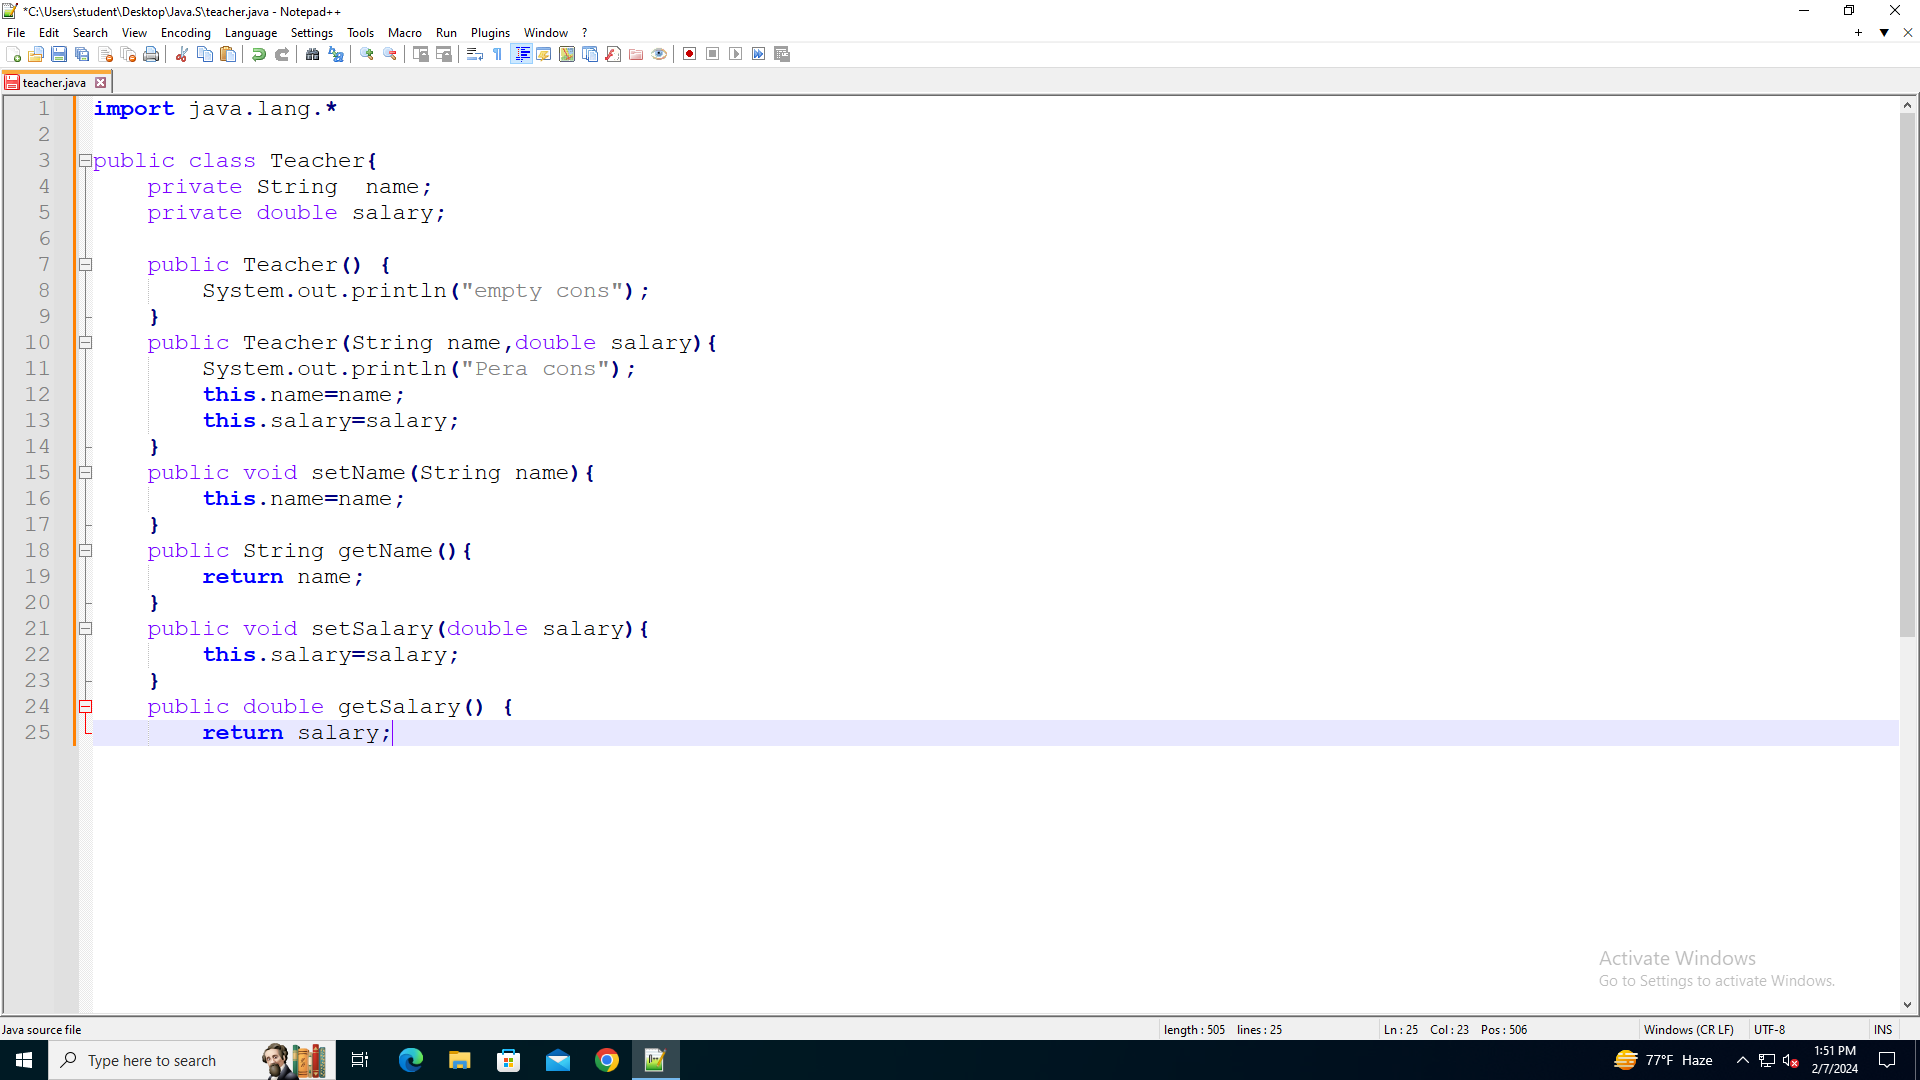 *C:\Users\student\Desktop\Java.S\teacher.java - Notepad++
File Edit Search View Encoding Language Settings Tools Macro Run Plugins Window ?
teacher.java
1 import java.lang.*
2
3 public class Teacher{
4 private String  name;
5 private double salary;
6
7 public Teacher() {
8 System.out.println("empty cons");
9 }
10 public Teacher(String name,double salary){
11 System.out.println("Pera cons");
12 this.name=name;
13 this.salary=salary;
14 }
15 public void setName(String name){
16 this.name=name;
17 }
18 public String getName(){
19 return name;
20 }
21 public void setSalary(double salary){
22 this.salary=salary;
23 }
24 public double getSalary() {
25 return salary;
Activate Windows
Go to Settings to activate Windows.
Java source file length : 505 lines : 25 Ln : 25 Col : 23 Pos : 506 Windows (CR LF) UTF-8 INS
Type here to search 77°F Haze 1:51 PM
2/7/2024